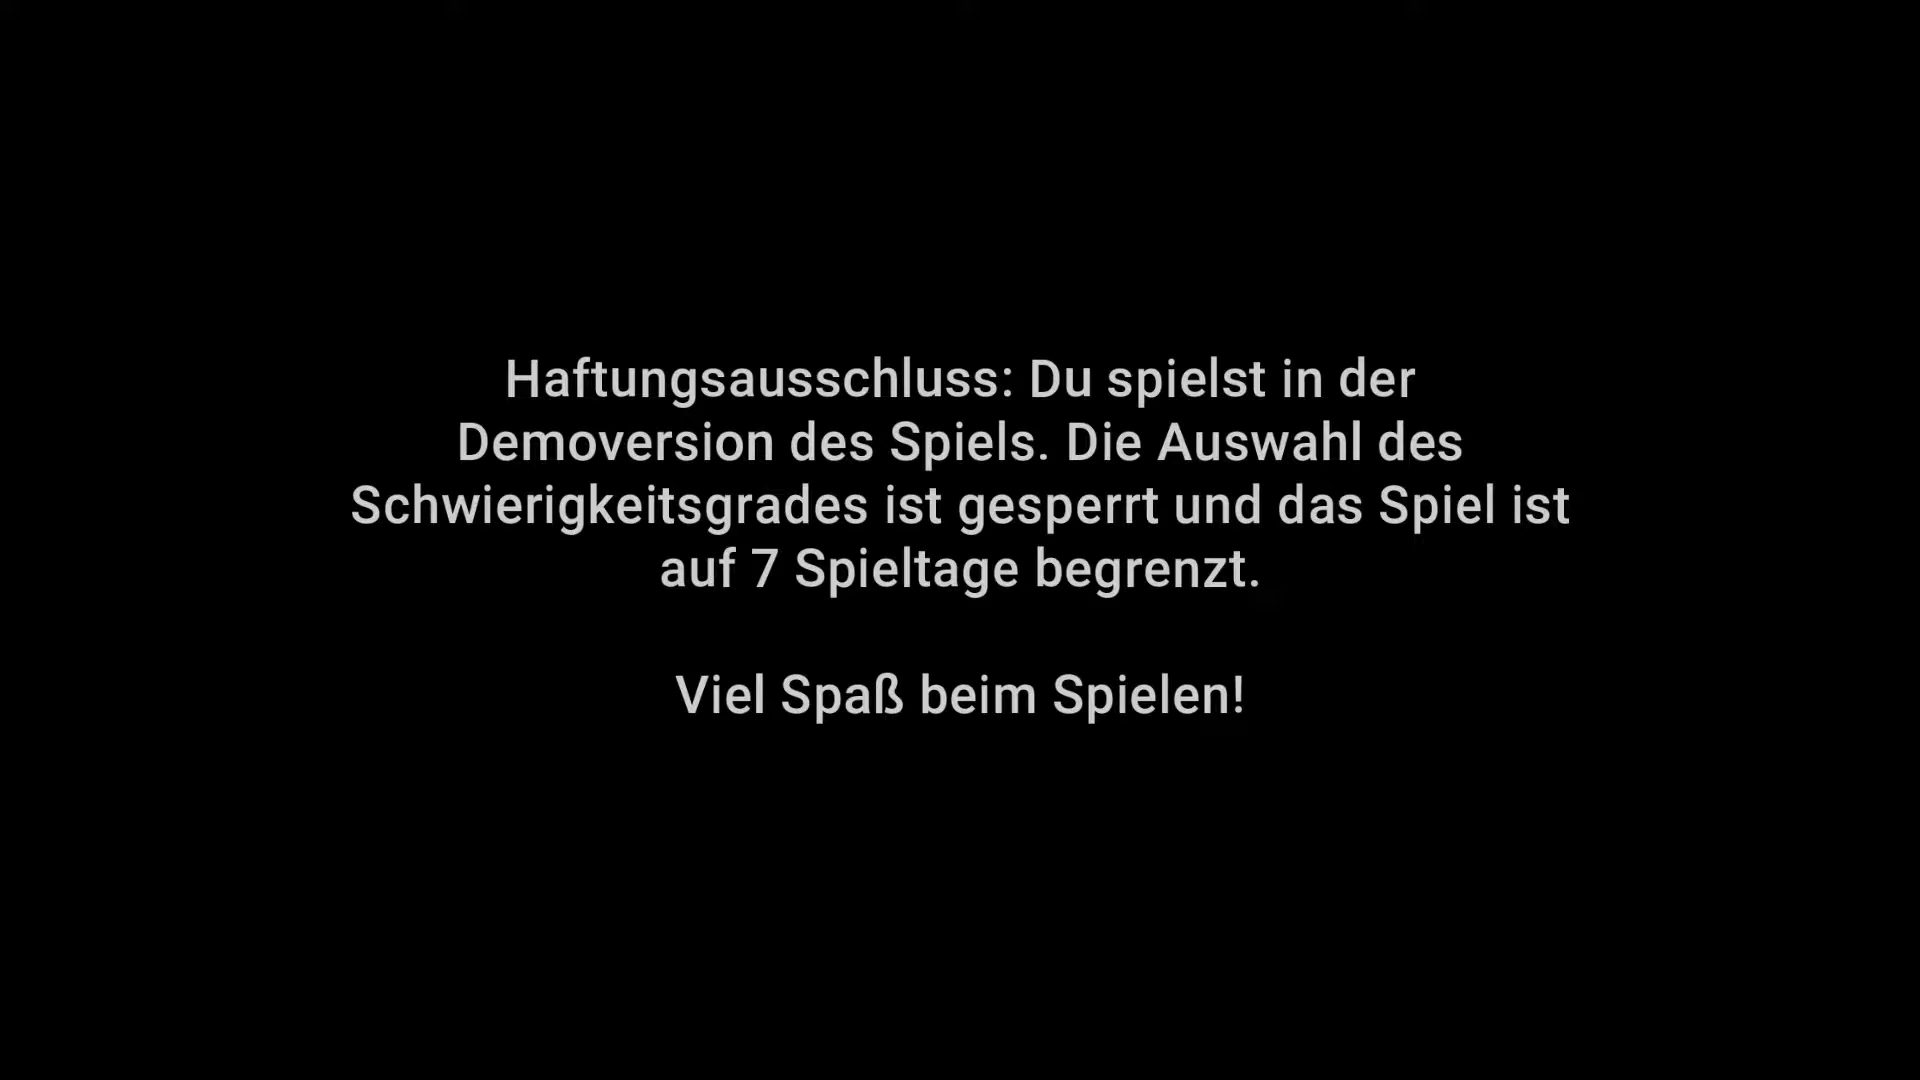 Haftungsausschluss: Du spielst in der
Demoversion des Spiels. Die Auswahl des
Schwierigkeitsgrades ist gesperrt und das Spiel ist
auf 7 Spieltage begrenzt.
Viel Spaß beim Spielen!